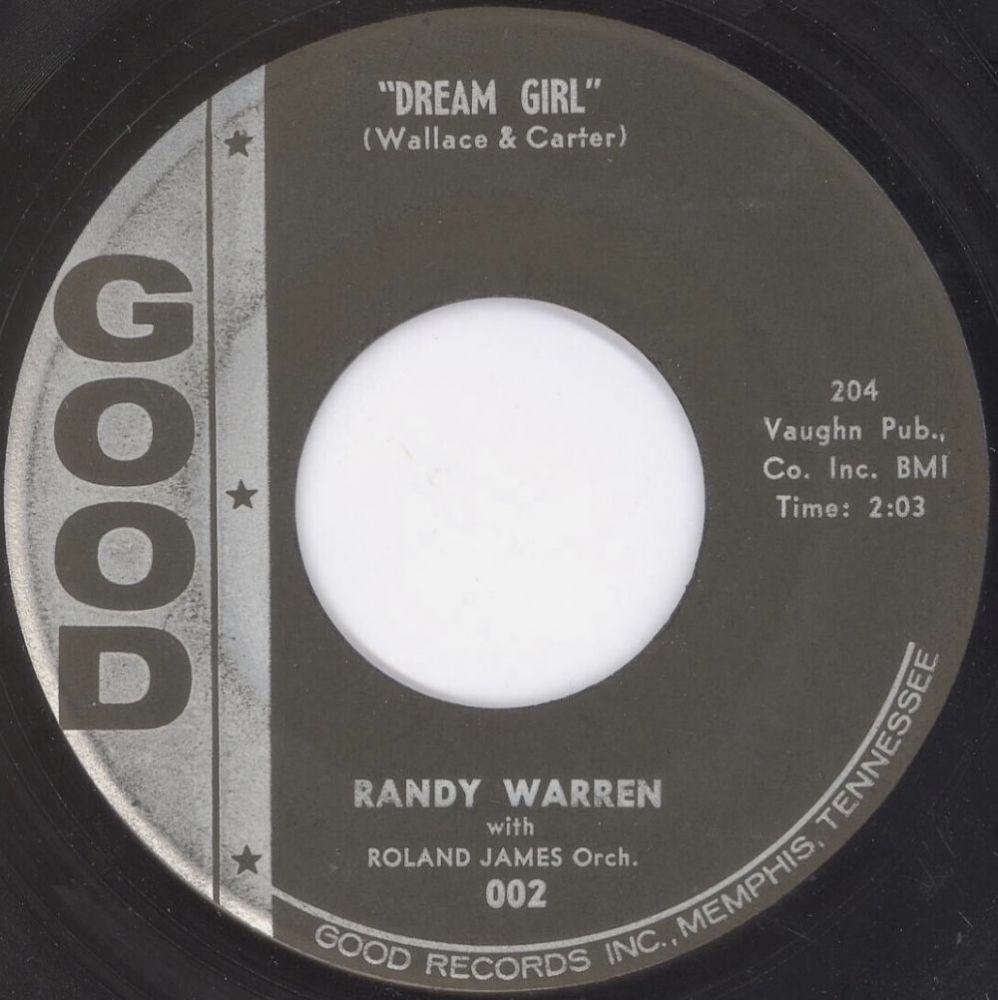 "DREAM GIRL"
(Wallace & Carter)
GOOD
204
Vaughn Pub.,
Co. Inc. BMI
Time: 2:03
RANDY WARREN
with
ROLAND JAMES Orch.
002
GOOD RECORDS INC., MEMPHIS, TENNESSEE